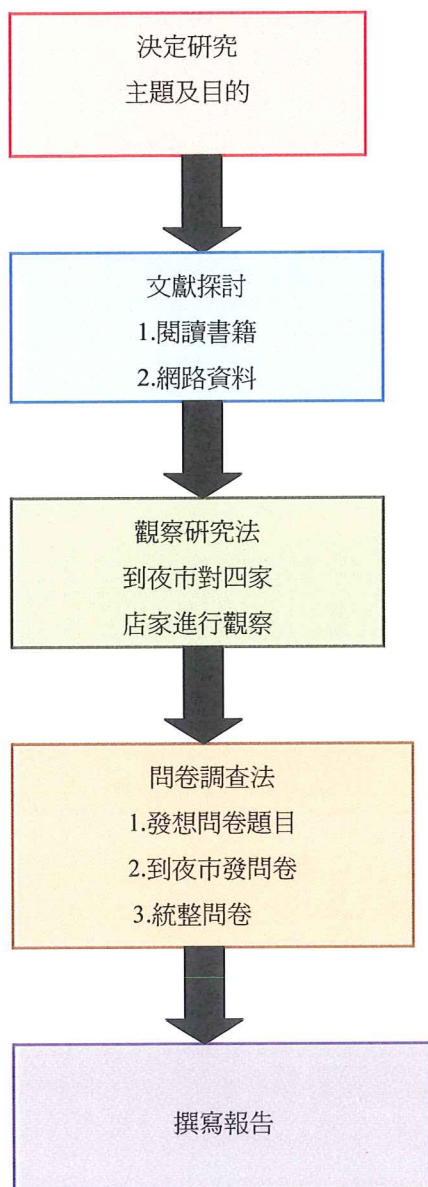 決定研究
主題及目的
文獻探討
1.閱讀書籍
2.網路資料
觀察研究法
到夜市對四家
店家進行觀察
問卷調查法
1.發想問卷題目
2.到夜市發問卷
3.統整問卷
撰寫報告